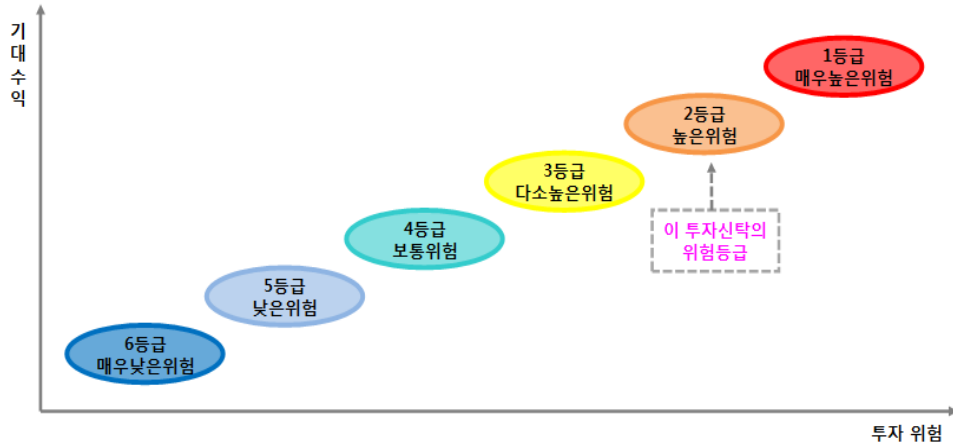 기대수익
1등급
매우높은위험
2등급
높은위험
3등급
다소높은위험
이 투자신탁의
위험등급
4등급
보통위험
5등급
낮은위험
6등급
매우낮은위험
투자 위험